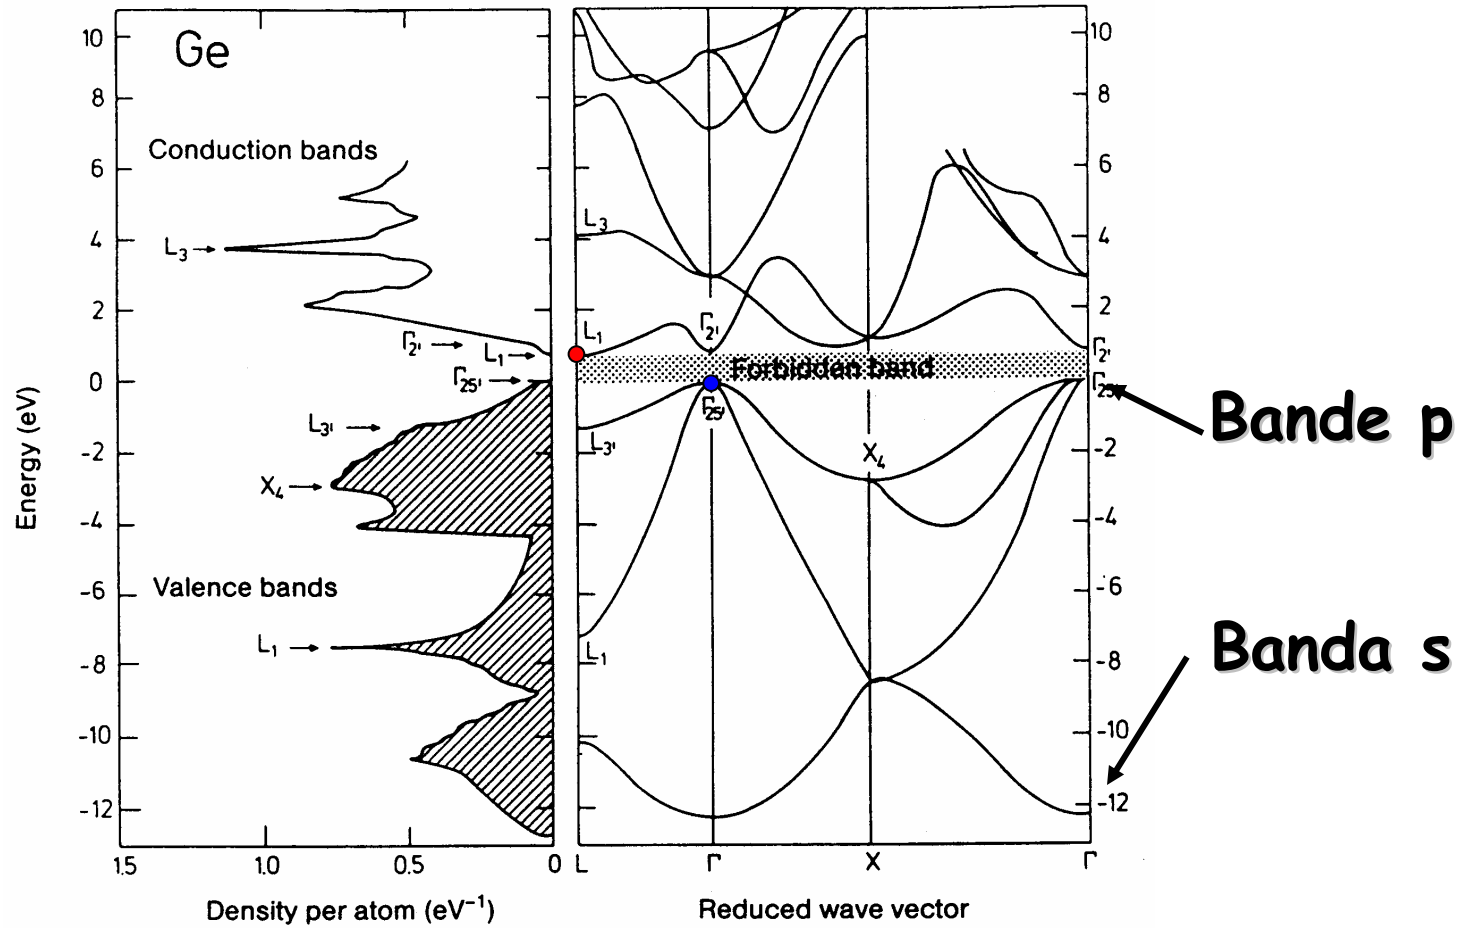 Ge
Conduction bands
Valence bands
Energy (eV)
10
8
6
4
2
0
-2
-4
-6
-8
-10
-12
L3
Γ2'
L1
Γ25'
L3'
X4
L1
1.5
1.0
0.5
0
Density per atom (eV⁻¹)
L3
L1
Γ2'
Forbidden band
Γ25'
L3'
X4
L1
L
Γ
X
Γ
Reduced wave vector
10
8
6
4
2
Γ2'
Γ25
-2
-4
-6
-8
-10
-12
Bande p
Banda s